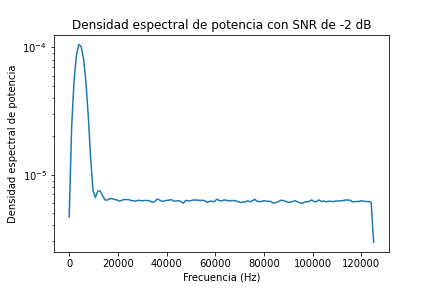 Densidad espectral de potencia con SNR de -2 dB
10⁻⁴
10⁻⁵
Densidad espectral de potencia
0 20000 40000 60000 80000 100000 120000
Frecuencia (Hz)